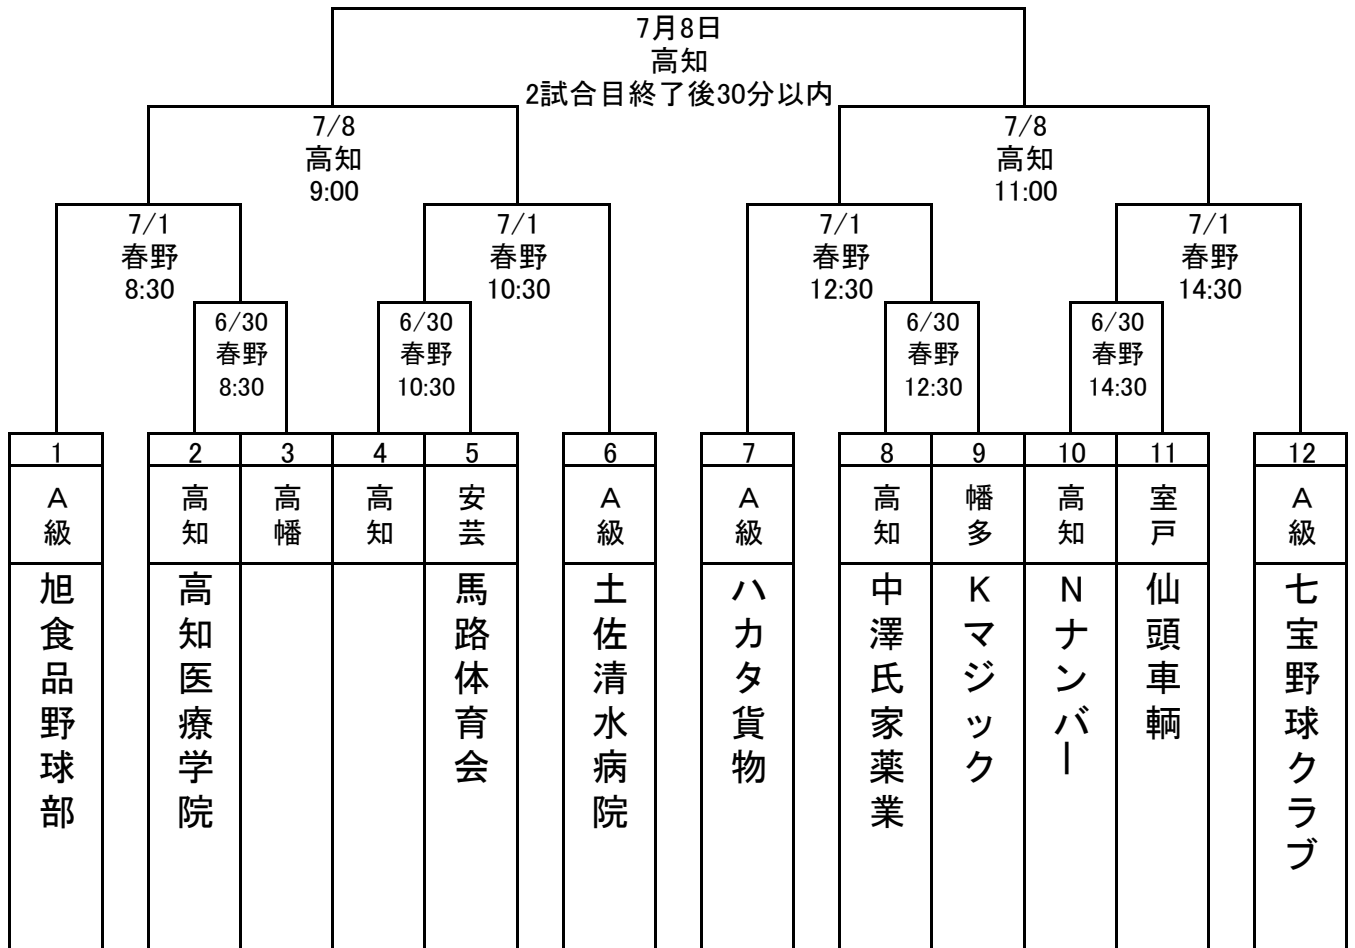 7月8日
高知
2試合目終了後30分以内
7/8
高知
9:00
7/8
高知
11:00
7/1
春野
8:30
7/1
春野
10:30
7/1
春野
12:30
7/1
春野
14:30
6/30
春野
8:30
6/30
春野
10:30
6/30
春野
12:30
6/30
春野
14:30
1
2
3
4
5
6
7
8
9
10
11
12
A級
高知
高幡
高知
安芸
A級
A級
高知
幡多
高知
室戸
A級
旭食品野球部
高知医療学院
馬路体育会
土佐清水病院
ハカタ貨物
中澤氏家薬業
Kマジック
Nナンバー
仙頭車輌
七宝野球クラブ